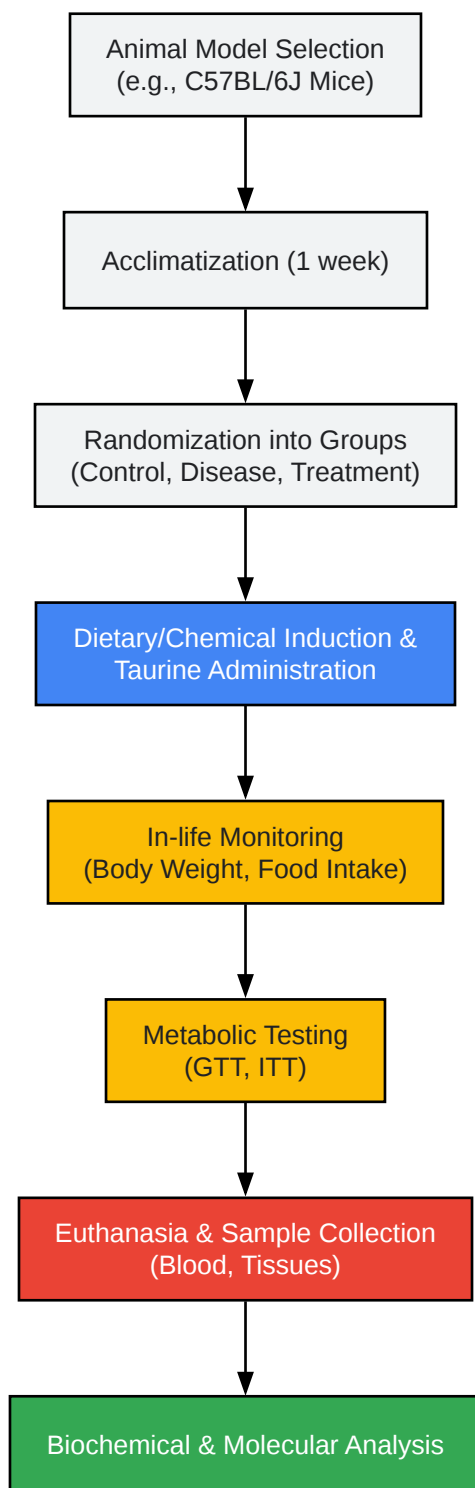 Animal Model Selection
(e.g., C57BL/6J Mice)
Acclimatization (1 week)
Randomization into Groups
(Control, Disease, Treatment)
Dietary/Chemical Induction &
Taurine Administration
In-life Monitoring
(Body Weight, Food Intake)
Metabolic Testing
(GTT, ITT)
Euthanasia & Sample Collection
(Blood, Tissues)
Biochemical & Molecular Analysis